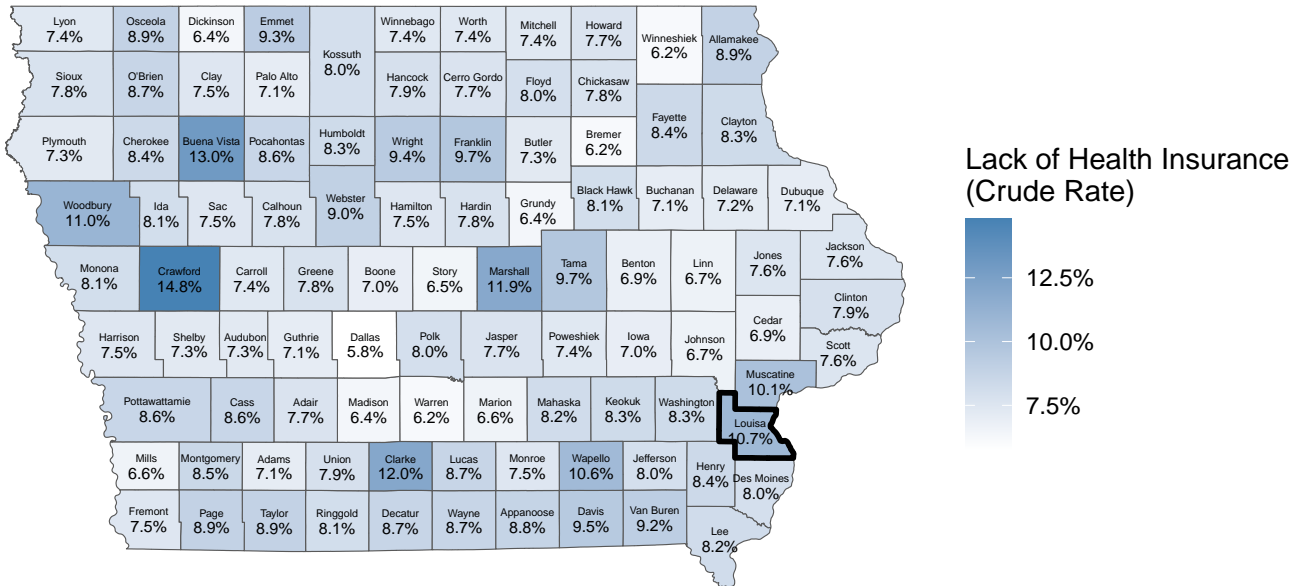 Lyon
7.4%
Osceola
8.9%
Dickinson
6.4%
Emmet
9.3%
Kossuth
8.0%
Winnebago
7.4%
Worth
7.4%
Mitchell
7.4%
Howard
7.7%
Winneshiek
6.2%
Allamakee
8.9%
Sioux
7.8%
O'Brien
8.7%
Clay
7.5%
Palo Alto
7.1%
Hancock
7.9%
Cerro Gordo
7.7%
Floyd
8.0%
Chickasaw
7.8%
Fayette
8.4%
Clayton
8.3%
Plymouth
7.3%
Cherokee
8.4%
Buena Vista
13.0%
Pocahontas
8.6%
Humboldt
8.3%
Wright
9.4%
Franklin
9.7%
Butler
7.3%
Bremer
6.2%
Woodbury
11.0%
Ida
8.1%
Sac
7.5%
Calhoun
7.8%
Webster
9.0%
Hamilton
7.5%
Hardin
7.8%
Grundy
6.4%
Black Hawk
8.1%
Buchanan
7.1%
Delaware
7.2%
Dubuque
7.1%
Monona
8.1%
Crawford
14.8%
Carroll
7.4%
Greene
7.8%
Boone
7.0%
Story
6.5%
Marshall
11.9%
Tama
9.7%
Benton
6.9%
Linn
6.7%
Jones
7.6%
Jackson
7.6%
Clinton
7.9%
Harrison
7.5%
Shelby
7.3%
Audubon
7.3%
Guthrie
7.1%
Dallas
5.8%
Polk
8.0%
Jasper
7.7%
Poweshiek
7.4%
Iowa
7.0%
Johnson
6.7%
Cedar
6.9%
Scott
7.6%
Muscatine
10.1%
Pottawattamie
8.6%
Cass
8.6%
Adair
7.7%
Madison
6.4%
Warren
6.2%
Marion
6.6%
Mahaska
8.2%
Keokuk
8.3%
Washington
8.3%
Louisa
10.7%
Mills
6.6%
Montgomery
8.5%
Adams
7.1%
Union
7.9%
Clarke
12.0%
Lucas
8.7%
Monroe
7.5%
Wapello
10.6%
Jefferson
8.0%
Henry
8.4%
Des Moines
8.0%
Fremont
7.5%
Page
8.9%
Taylor
8.9%
Ringgold
8.1%
Decatur
8.7%
Wayne
8.7%
Appanoose
8.8%
Davis
9.5%
Van Buren
9.2%
Lee
8.2%
Lack of Health Insurance
(Crude Rate)
12.5%
10.0%
7.5%